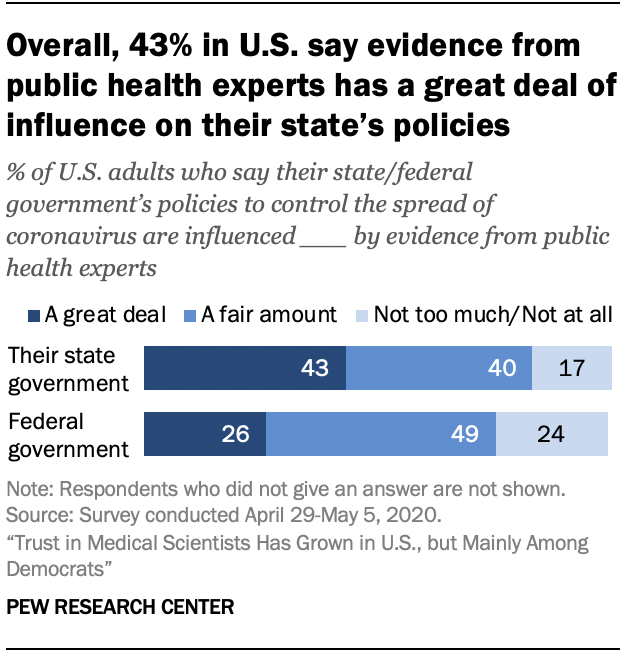 Overall, 43% in U.S. say evidence from
public health experts has a great deal of
influence on their state's policies
% of U.S. adults who say their state/federal
government's policies to control the spread of
coronavirus are influenced ___ by evidence from public
health experts
A great deal A fair amount Not too much/Not at all
Their state
government
43 40 17
Federal
government
26 49 24
Note: Respondents who did not give an answer are not shown.
Source: Survey conducted April 29-May 5, 2020.
“Trust in Medical Scientists Has Grown in U.S., but Mainly Among
Democrats”
PEW RESEARCH CENTER